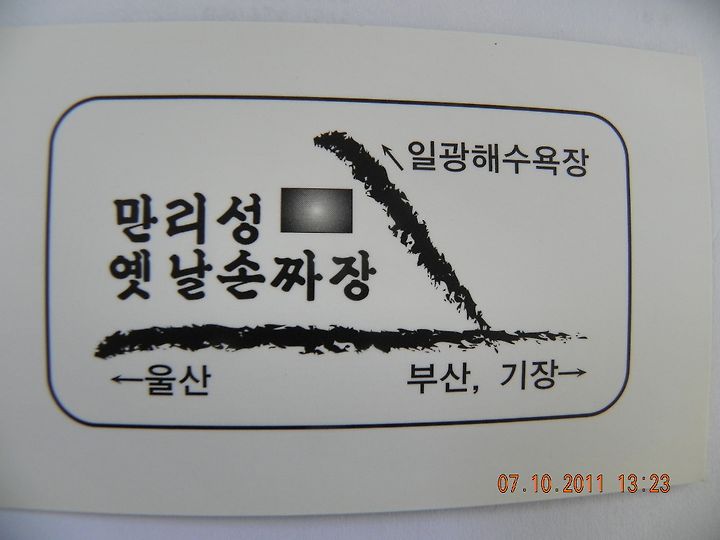 ↖일광해수욕장
만리성
옛날손짜장
←울산
부산, 기장→
07.10.2011 13:23